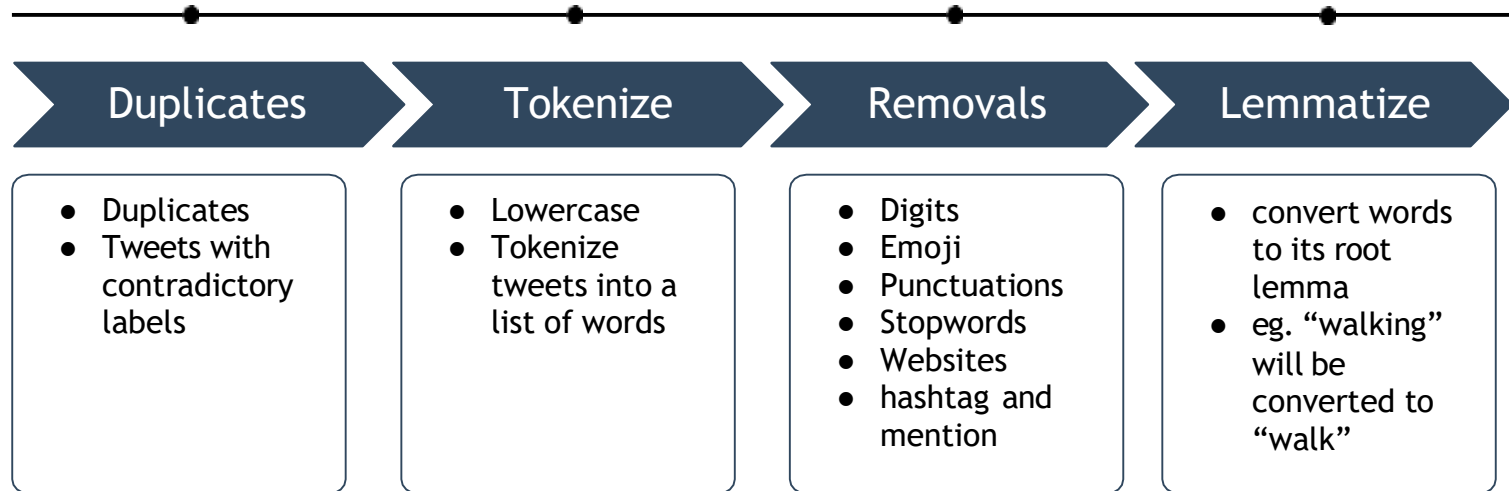 Duplicates
Tokenize
Removals
Lemmatize
● Duplicates
● Tweets with
contradictory
labels
● Lowercase
● Tokenize
tweets into a
list of words
● Digits
● Emoji
● Punctuations
● Stopwords
● Websites
● hashtag and
mention
● convert words
to its root
lemma
● eg. “walking”
will be
converted to
“walk”